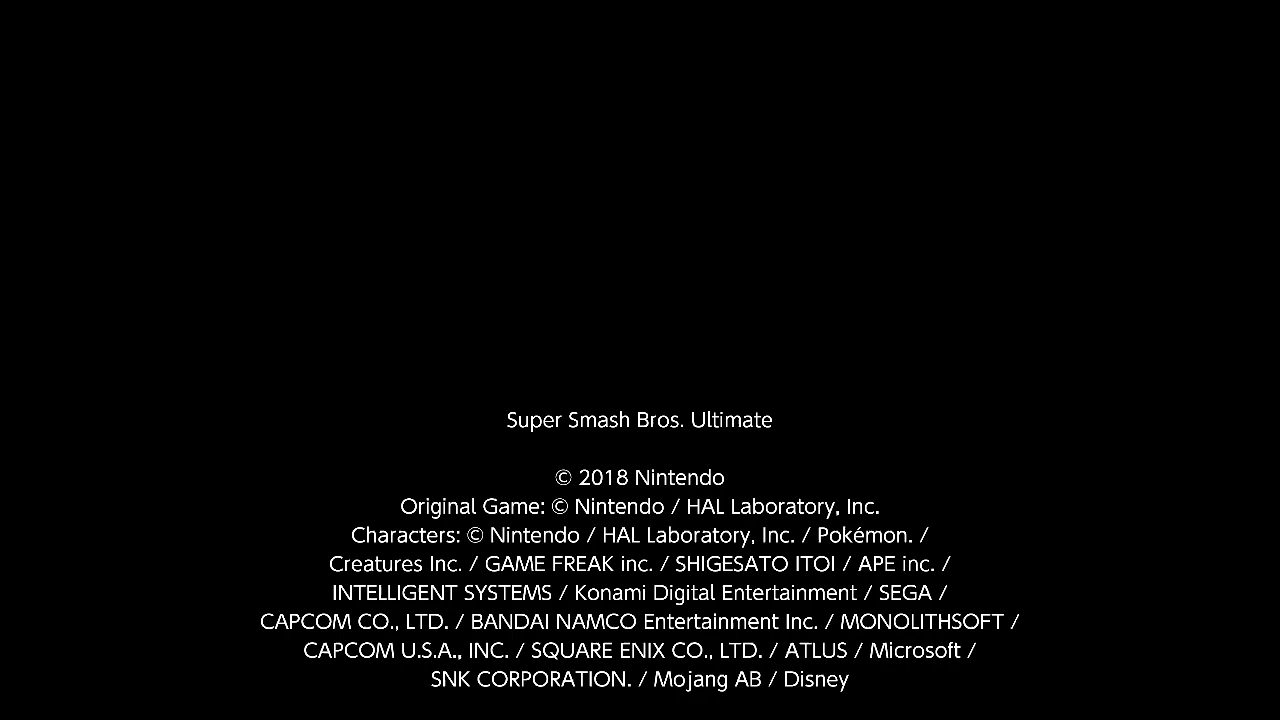 Super Smash Bros. Ultimate
© 2018 Nintendo
Original Game: © Nintendo / HAL Laboratory, Inc.
Characters: © Nintendo / HAL Laboratory, Inc. / Pokémon. /
Creatures Inc. / GAME FREAK inc. / SHIGESATO ITOI / APE inc. /
INTELLIGENT SYSTEMS / Konami Digital Entertainment / SEGA /
CAPCOM CO., LTD. / BANDAI NAMCO Entertainment Inc. / MONOLITHSOFT /
CAPCOM U.S.A., INC. / SQUARE ENIX CO., LTD. / ATLUS / Microsoft /
SNK CORPORATION. / Mojang AB / Disney